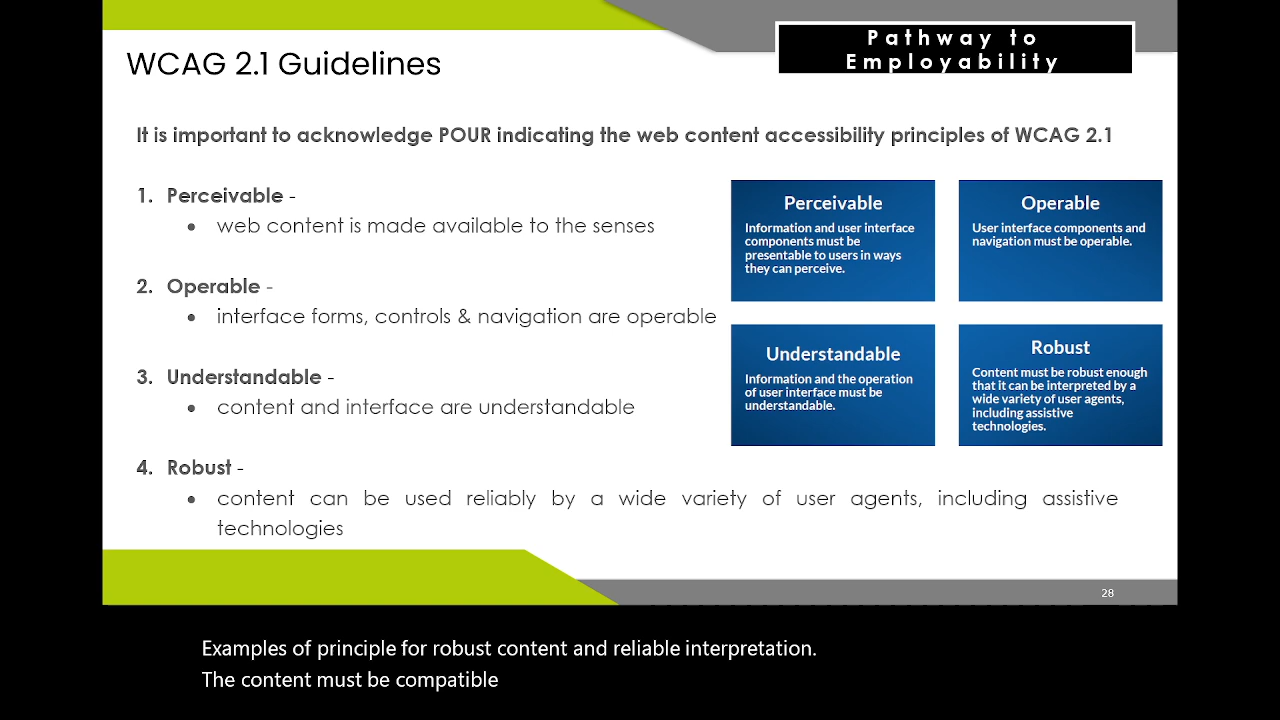 Pathway to
Employability
WCAG 2.1 Guidelines
It is important to acknowledge POUR indicating the web content accessibility principles of WCAG 2.1
1. Perceivable -
• web content is made available to the senses
2. Operable -
• interface forms, controls & navigation are operable
3. Understandable -
• content and interface are understandable
4. Robust -
• content can be used reliably by a wide variety of user agents, including assistive
technologies
Perceivable
Information and user interface
components must be
presentable to users in ways
they can perceive.
Operable
User interface components and
navigation must be operable.
Understandable
Information and the operation
of user interface must be
understandable.
Robust
Content must be robust enough
that it can be interpreted by a
wide variety of user agents,
including assistive
technologies.
28
Examples of principle for robust content and reliable interpretation.
The content must be compatible